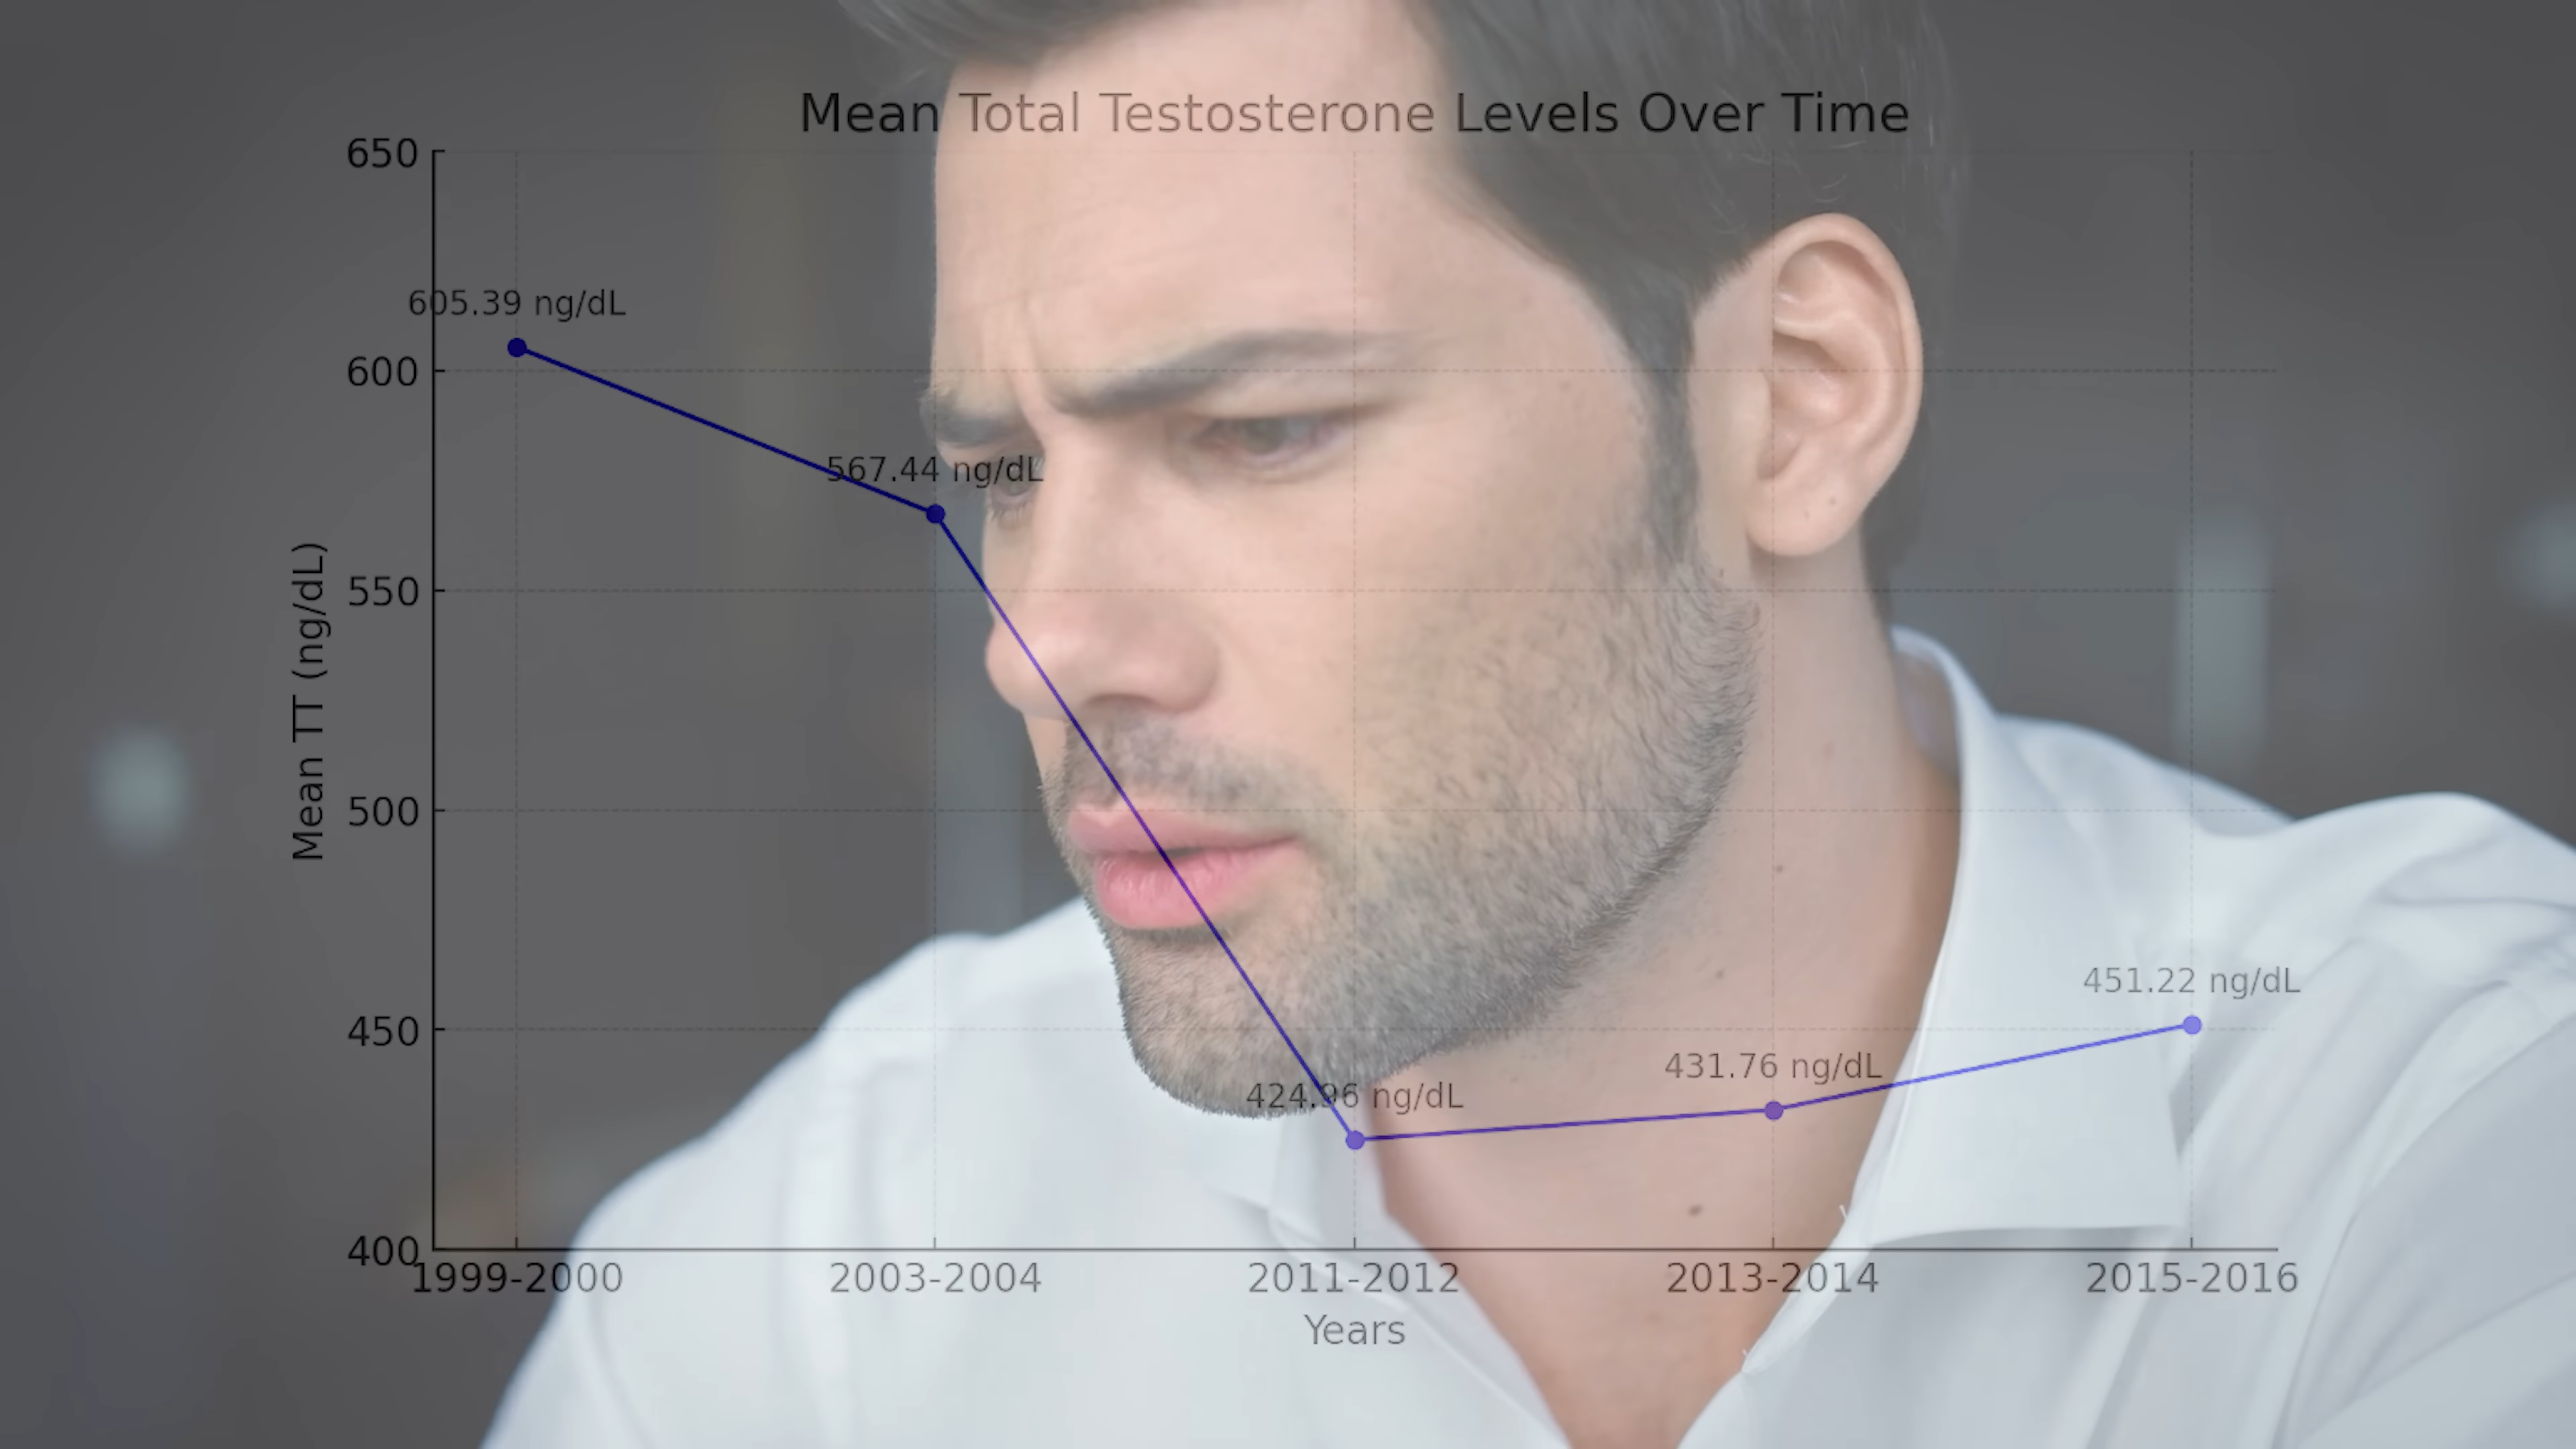 Mean Total Testosterone Levels Over Time
650
605.39 ng/dL
600
567.44 ng/dL
550
Mean TT (ng/dL)
500
451.22 ng/dL
450
431.76 ng/dL
424.96 ng/dL
400
1999-2000 2003-2004 2011-2012 2013-2014 2015-2016
Years